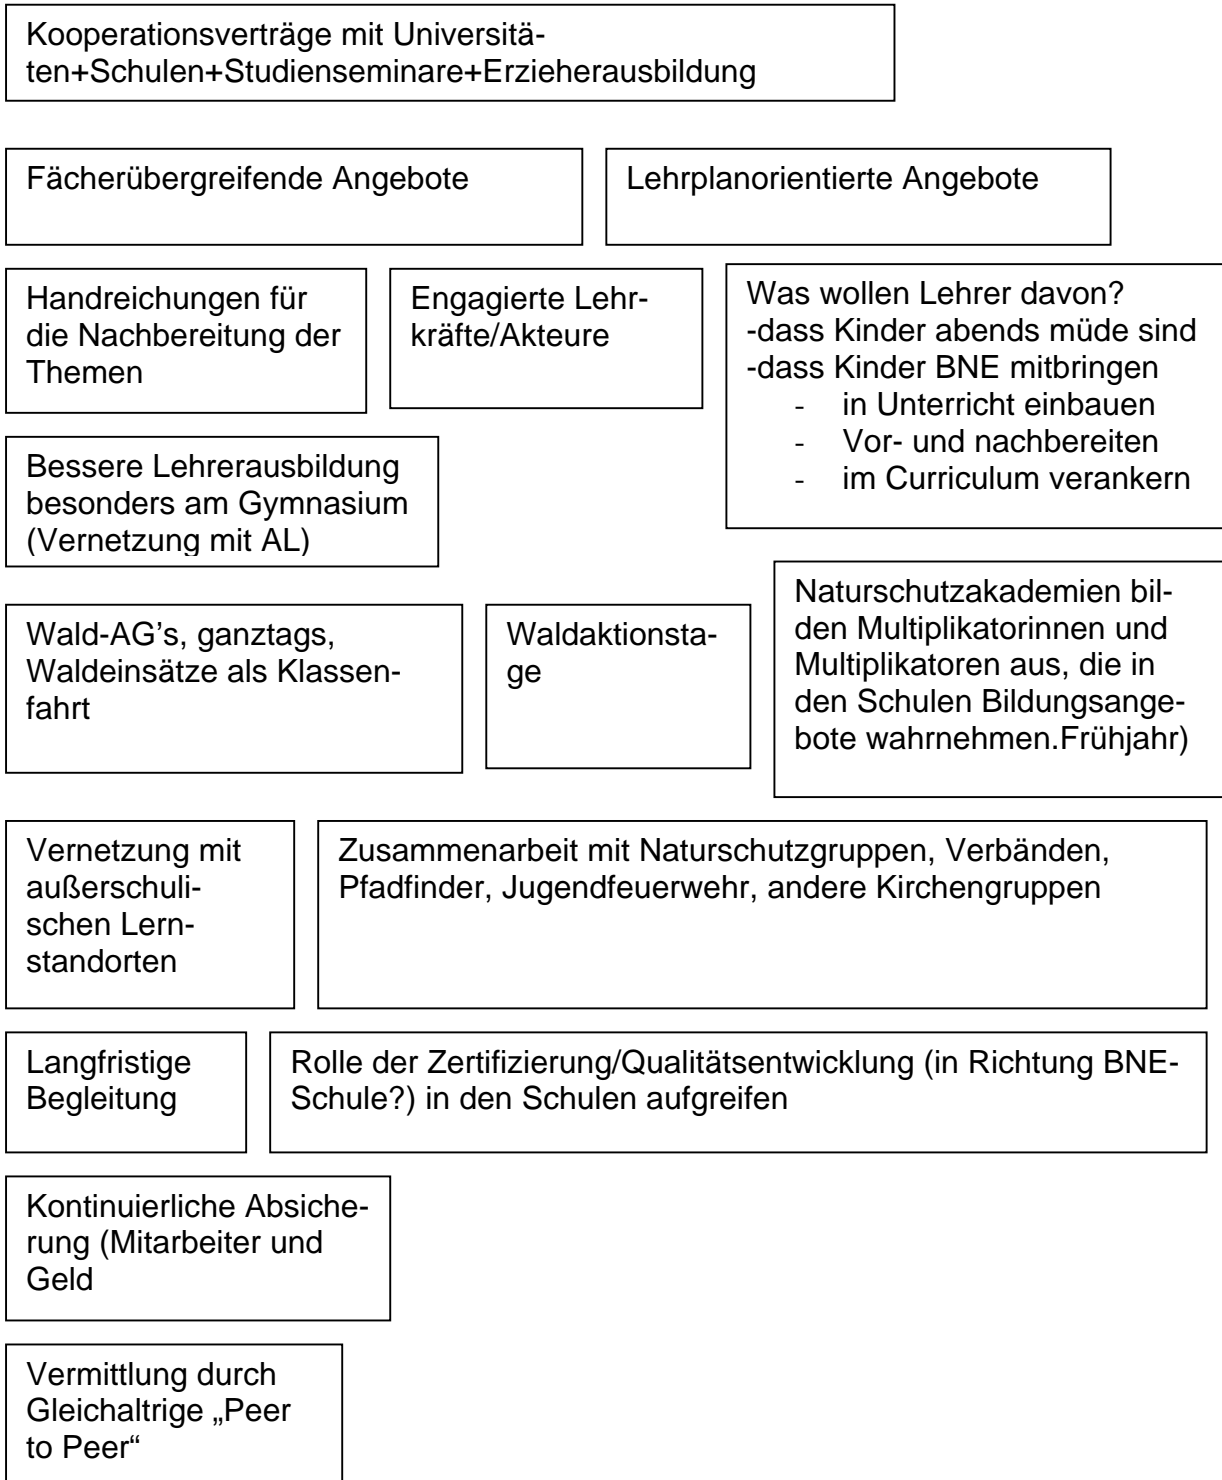 Kooperationsverträge mit Universitä-
ten+Schulen+Studienseminare+Erzieherausbildung
Fächerübergreifende Angebote
Lehrplanorientierte Angebote
Handreichungen für
die Nachbereitung der
Themen
Engagierte Lehr-
kräfte/Akteure
Was wollen Lehrer davon?
-dass Kinder abends müde sind
-dass Kinder BNE mitbringen
- in Unterricht einbauen
- Vor- und nachbereiten
- im Curriculum verankern
Bessere Lehrerausbildung
besonders am Gymnasium
(Vernetzung mit AL)
Wald-AG’s, ganztags,
Waldeinsätze als Klassen-
fahrt
Waldaktionsta-
ge
Naturschutzakademien bil-
den Multiplikatorinnen und
Multiplikatoren aus, die in
den Schulen Bildungsange-
bote wahrnehmen.Frühjahr)
Vernetzung mit
außerschuli-
schen Lern-
standorten
Zusammenarbeit mit Naturschutzgruppen, Verbänden,
Pfadfinder, Jugendfeuerwehr, andere Kirchengruppen
Langfristige
Begleitung
Rolle der Zertifizierung/Qualitätsentwicklung (in Richtung BNE-
Schule?) in den Schulen aufgreifen
Kontinuierliche Absiche-
rung (Mitarbeiter und
Geld
Vermittlung durch
Gleichaltrige „Peer
to Peer“